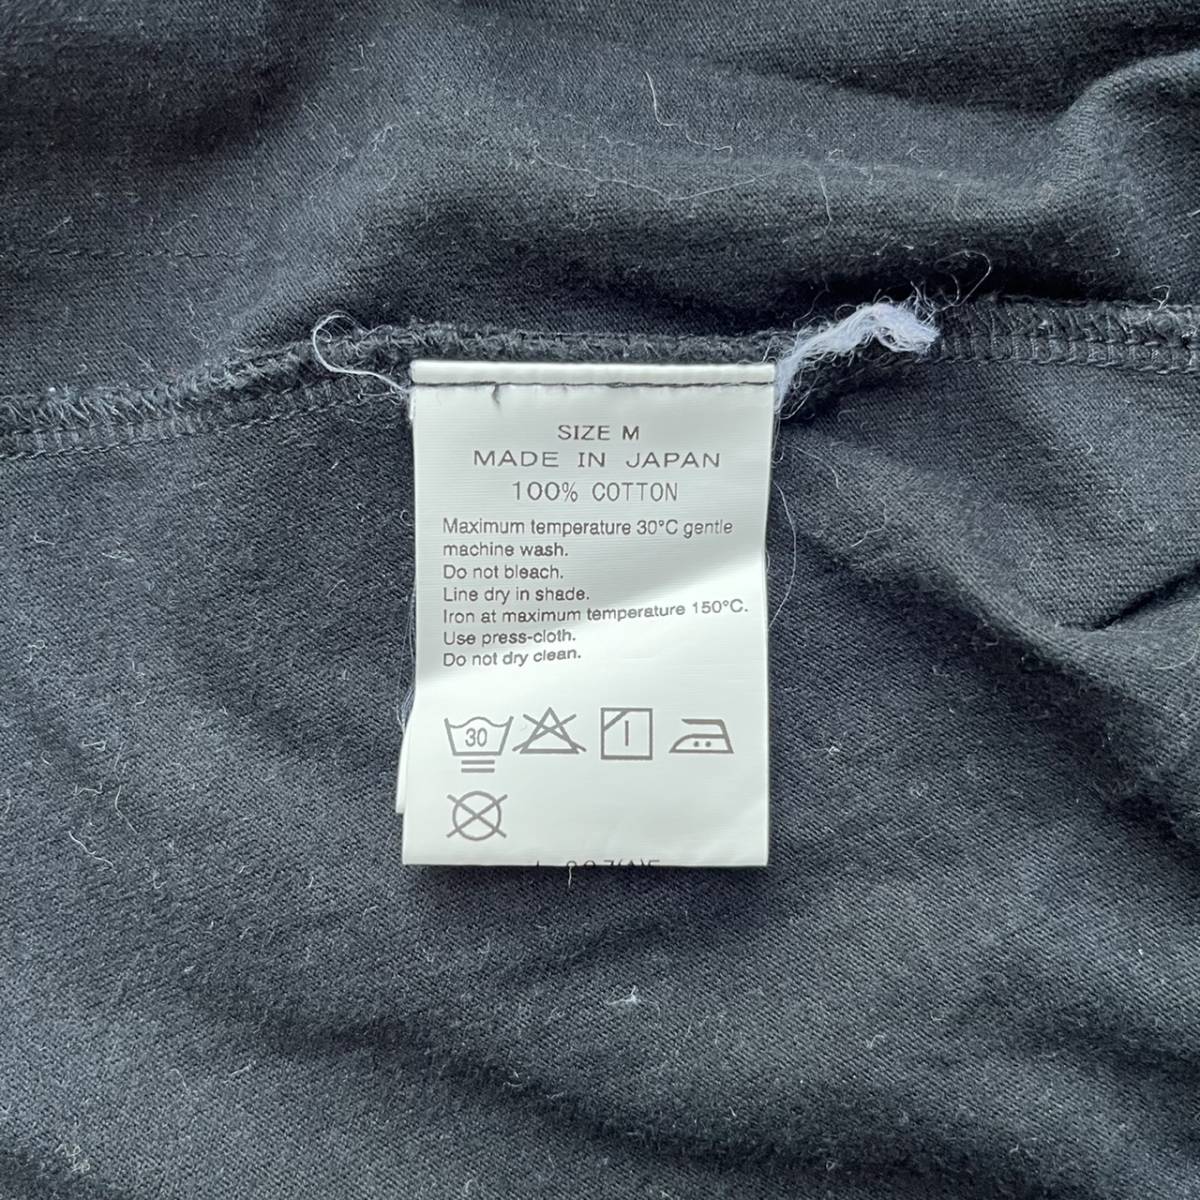 SIZE M
MADE IN JAPAN
100% COTTON
Maximum temperature 30°C gentle
machine wash.
Do not bleach.
Line dry in shade.
Iron at maximum temperature 150°C.
Use press-cloth.
Do not dry clean.
30